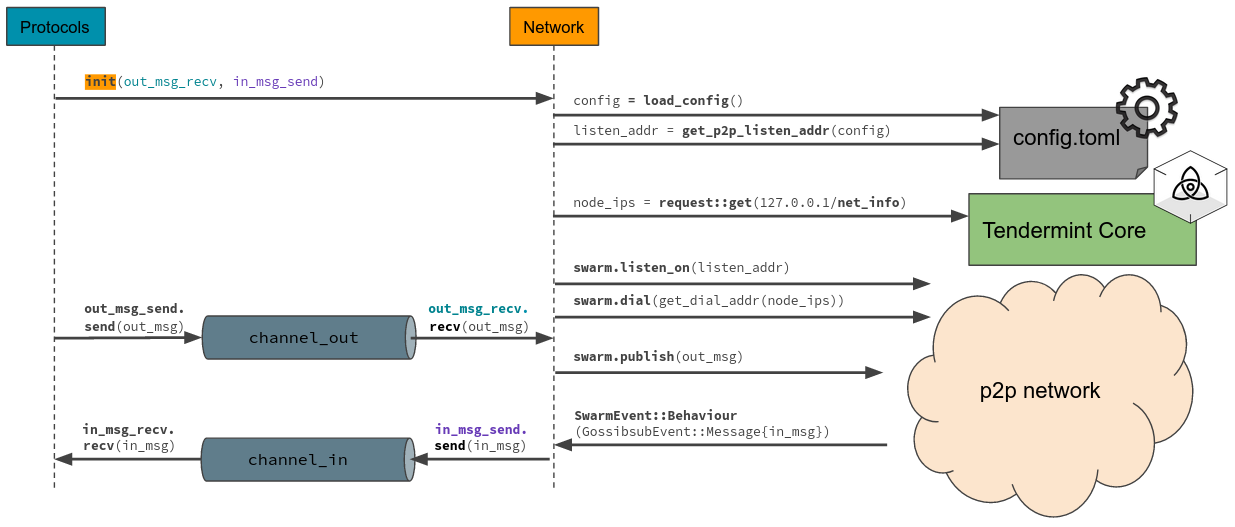 Protocols
Network
init(out_msg_recv, in_msg_send)
config = load_config()
listen_addr = get_p2p_listen_addr(config)
config.toml
node_ips = request::get(127.0.0.1/net_info)
Tendermint Core
swarm.listen_on(listen_addr)
swarm.dial(get_dial_addr(node_ips))
out_msg_send.
send(out_msg)
channel_out
out_msg_recv.
recv(out_msg)
swarm.publish(out_msg)
p2p network
SwarmEvent::Behaviour
(GossibsubEvent::Message{in_msg})
in_msg_recv.
recv(in_msg)
channel_in
in_msg_send.
send(in_msg)